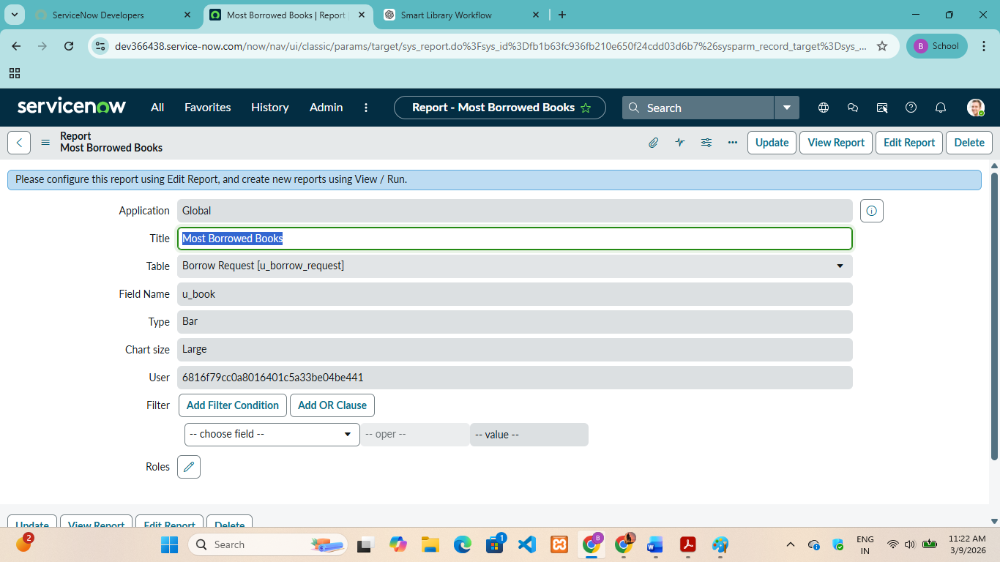 ServiceNow Developers
Most Borrowed Books | Report |
Smart Library Workflow
dev366438.service-now.com/now/nav/ui/classic/params/target/sys_report.do%3Fsys_id%3Dfb1b63fc936fb210e650f24cdd03d6b7%26sysparm_record_target%3Dsys_...
B School
servicenow All Favorites History Admin Report - Most Borrowed Books Search
Report
Most Borrowed Books
Update View Report Edit Report Delete
Please configure this report using Edit Report, and create new reports using View / Run.
Application Global
Title Most Borrowed Books
Table Borrow Request [u_borrow_request]
Field Name u_book
Type Bar
Chart size Large
User 6816f79cc0a8016401c5a33be04be441
Filter Add Filter Condition Add OR Clause
-- choose field -- -- oper -- -- value --
Roles
Update View Report Edit Report Delete
2
Search
1
B
ENG
IN
11:22 AM
3/9/2026